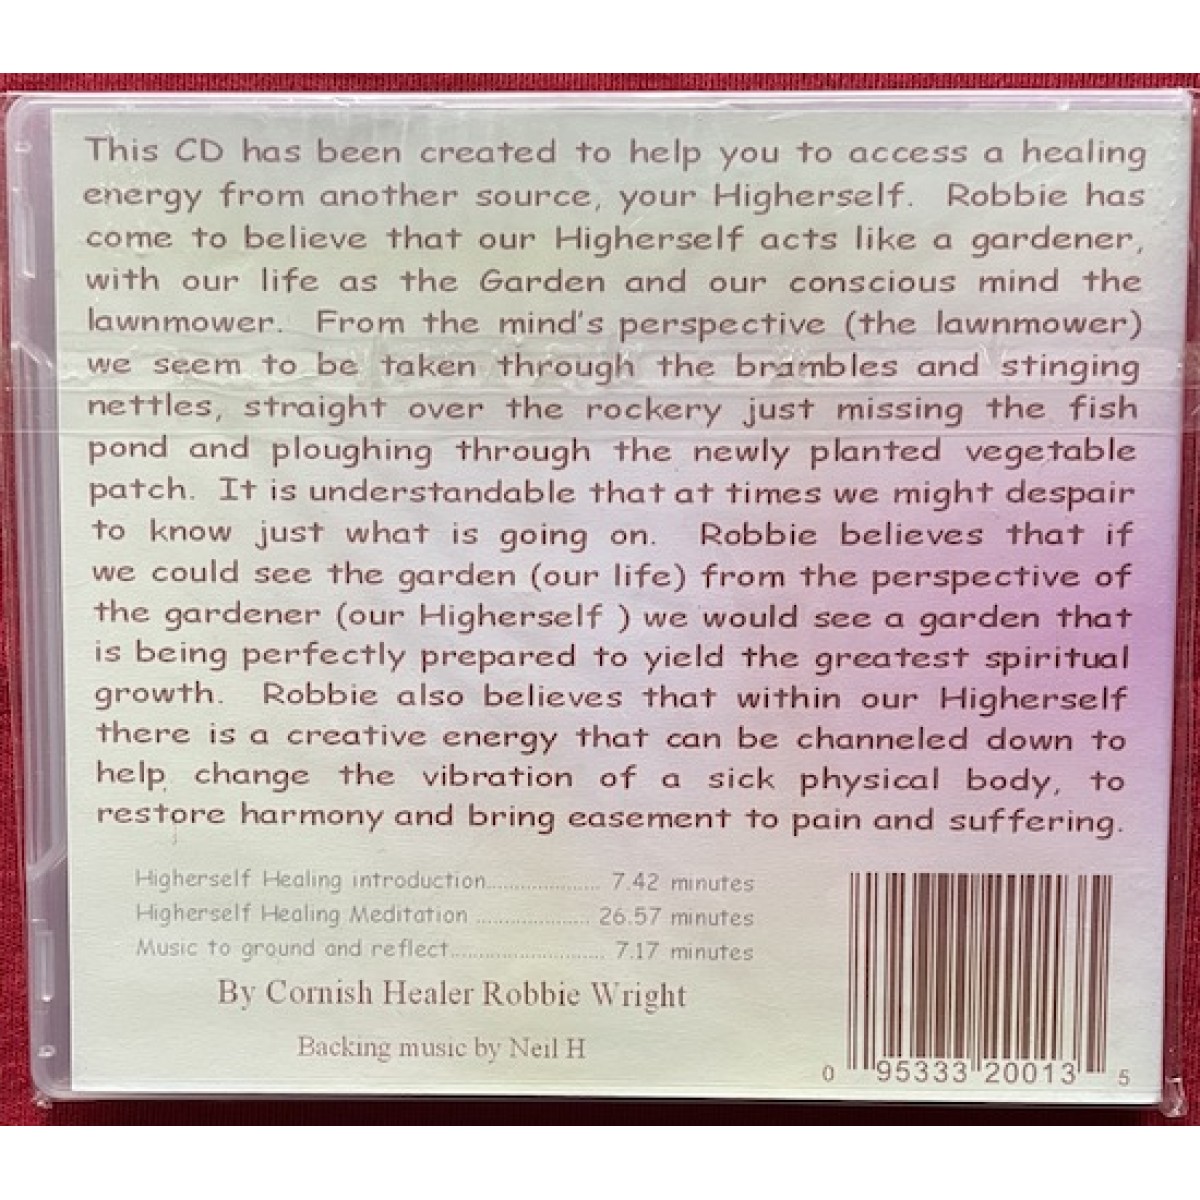 This CD has been created to help you to access a healing
energy from another source, your Higherself. Robbie has
come to believe that our Higherself acts like a gardener,
with our life as the Garden and our conscious mind the
lawnmower. From the mind's perspective (the lawnmower)
we seem to be taken through the brambles and stinging
nettles, straight over the rockery just missing the fish
pond and ploughing through the newly planted vegetable
patch. It is understandable that at times we might despair
to know just what is going on. Robbie believes that if
we could see the garden (our life) from the perspective of
the gardener (our Higherself ) we would see a garden that
is being perfectly prepared to yield the greatest spiritual
growth. Robbie also believes that within our Higherself
there is a creative energy that can be channeled down to
help change the vibration of a sick physical body, to
restore harmony and bring easement to pain and suffering.
Higherself Healing introduction..................... 7.42 minutes
Higherself Healing Meditation ..................... 26.57 minutes
Music to ground and reflect............................ 7.17 minutes
By Cornish Healer Robbie Wright
Backing music by Neil H
0 95333 20013 5